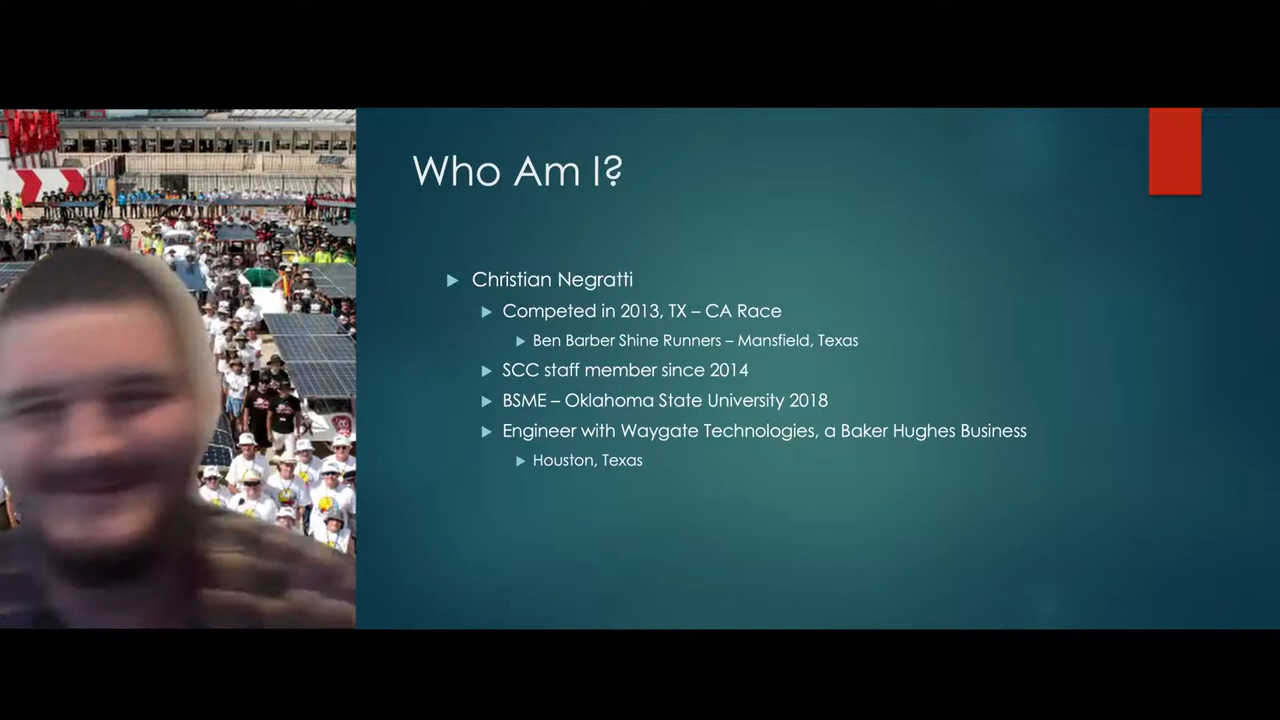 Who Am I?
Christian Negratti
Competed in 2013, TX – CA Race
Ben Barber Shine Runners – Mansfield, Texas
SCC staff member since 2014
BSME – Oklahoma State University 2018
Engineer with Waygate Technologies, a Baker Hughes Business
Houston, Texas